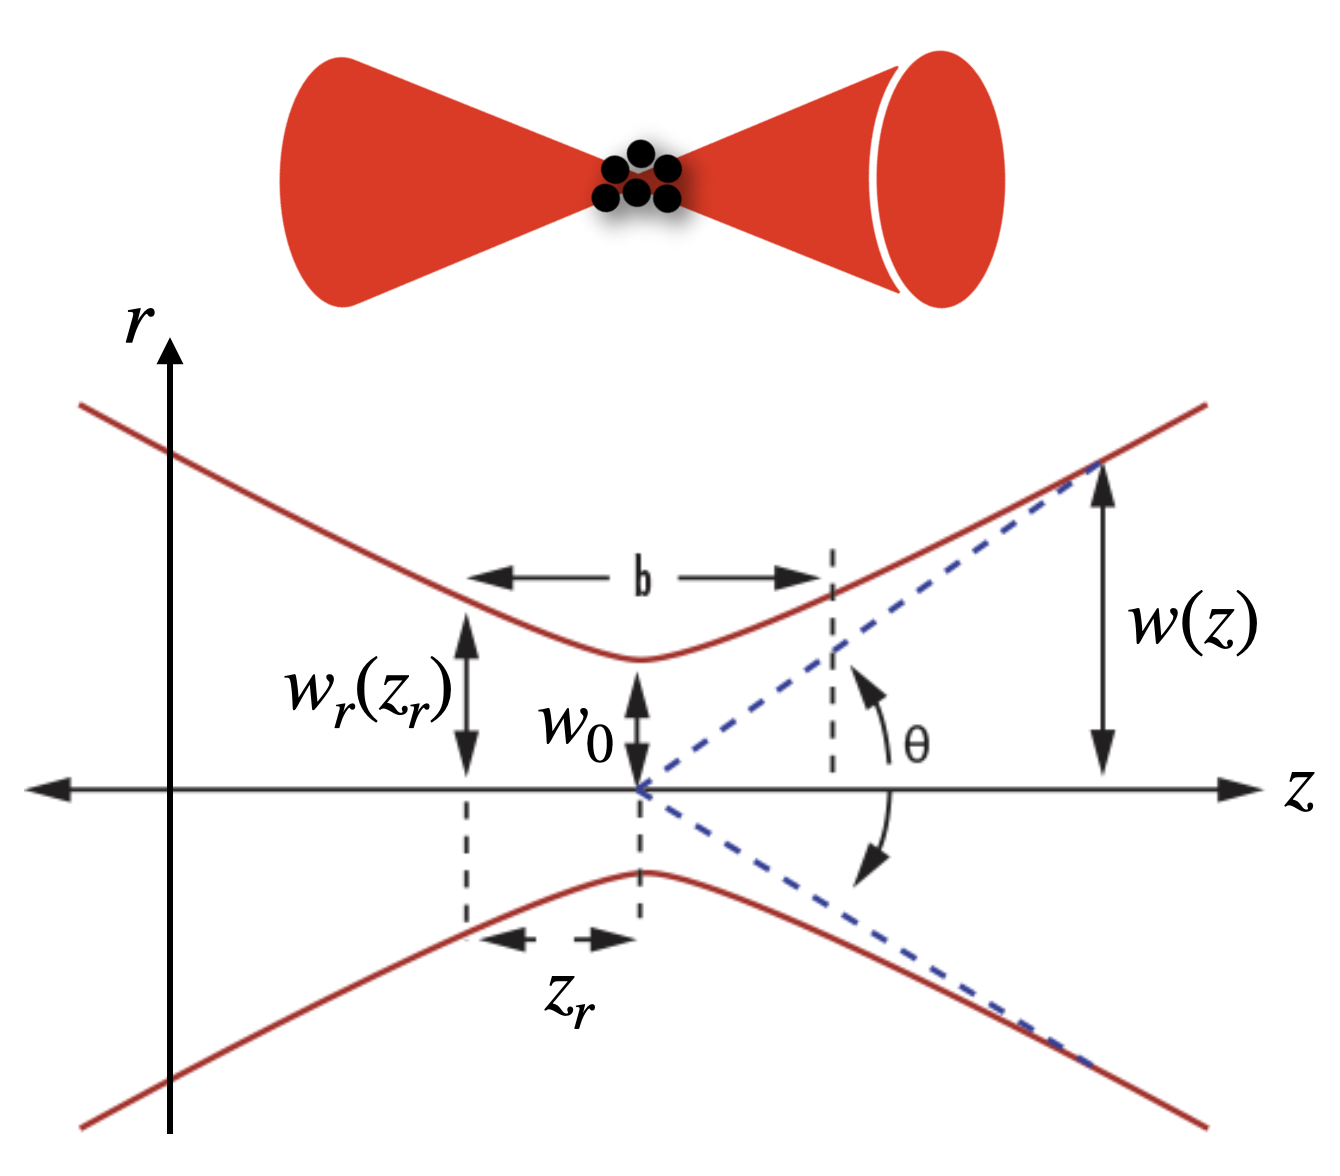 r
b
w_r(z_r)
w_0
w(z)
θ
z
z_r